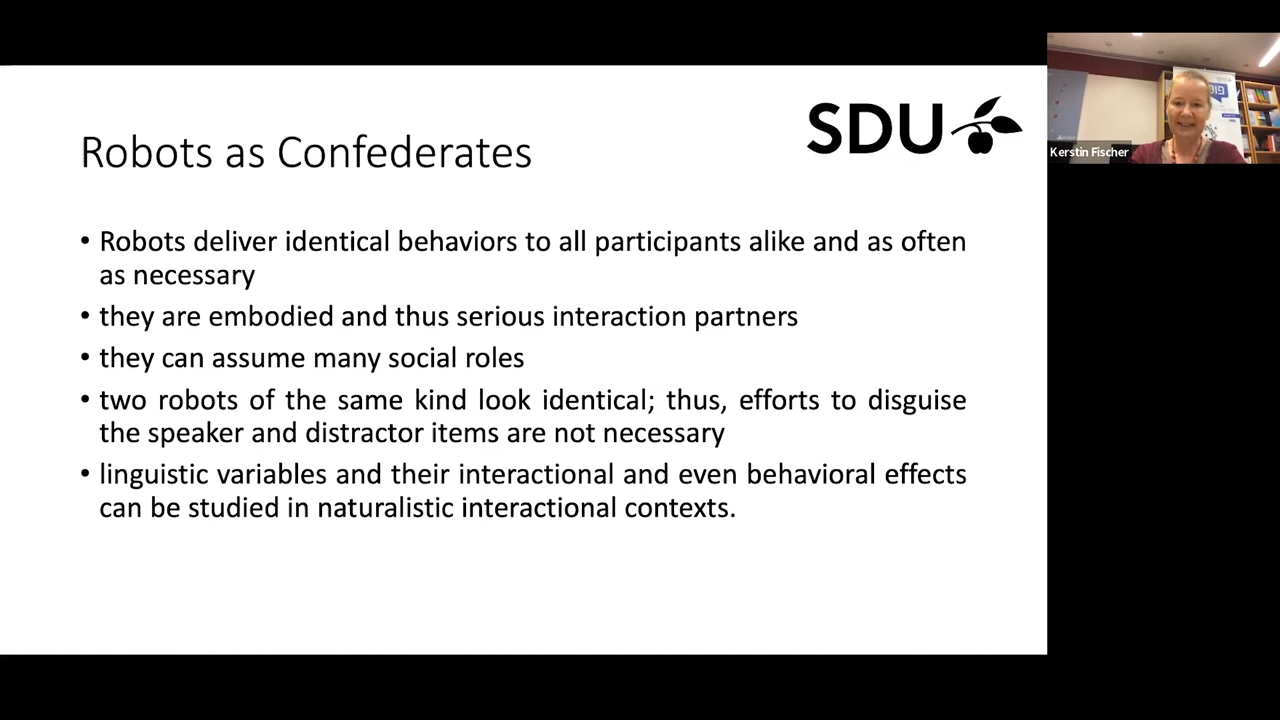 SDU
Robots as Confederates
Kerstin Fischer
• Robots deliver identical behaviors to all participants alike and as often
as necessary
• they are embodied and thus serious interaction partners
• they can assume many social roles
• two robots of the same kind look identical; thus, efforts to disguise
the speaker and distractor items are not necessary
• linguistic variables and their interactional and even behavioral effects
can be studied in naturalistic interactional contexts.